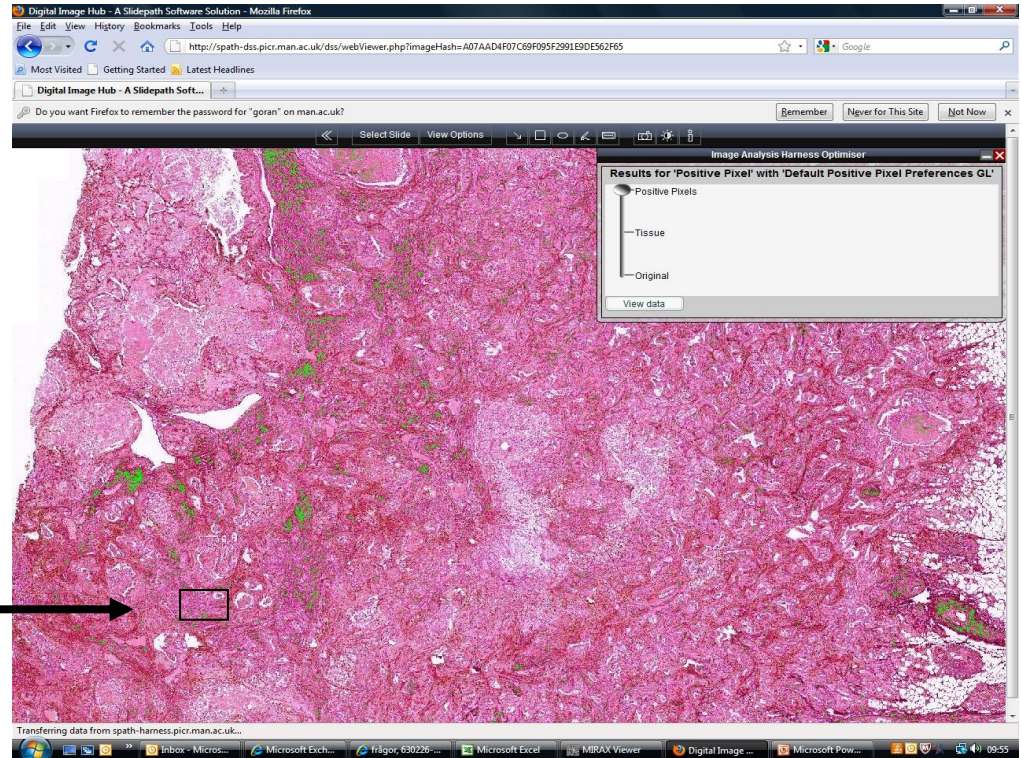 Digital Image Hub - A Slidepath Software Solution - Mozilla Firefox
File Edit View History Bookmarks Tools Help
http://spath-dss.picr.man.ac.uk/dss/webViewer.php?imageHash=A07AAD4F07C69F095F2991E9DE562F65
Google
Most Visited Getting Started Latest Headlines
Digital Image Hub - A Slidepath Soft...
Do you want Firefox to remember the password for "goran" on man.ac.uk?
Remember Never for This Site Not Now
Select Slide View Options
Image Analysis Harness Optimiser
Results for 'Positive Pixel' with 'Default Positive Pixel Preferences GL'
Positive Pixels
Tissue
Original
View data
Transferring data from spath-harness.picr.man.ac.uk...
Inbox - Micros... Microsoft Exch... frågor, 630226-... Microsoft Excel MIRAX Viewer Digital Image ... Microsoft Pow... 09:55